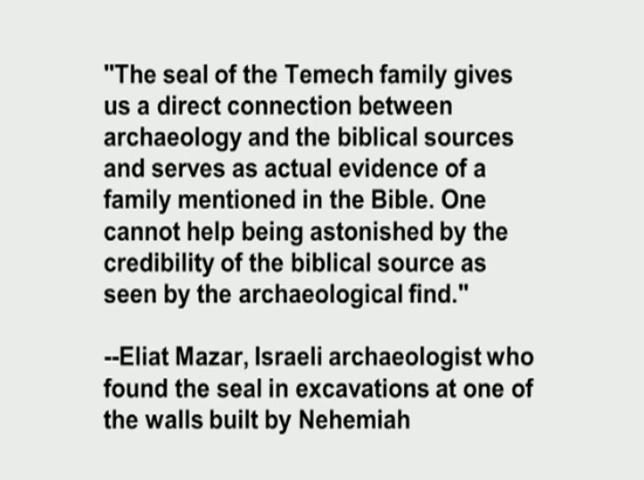 "The seal of the Temech family gives
us a direct connection between
archaeology and the biblical sources
and serves as actual evidence of a
family mentioned in the Bible. One
cannot help being astonished by the
credibility of the biblical source as
seen by the archaeological find."
--Eliat Mazar, Israeli archaeologist who
found the seal in excavations at one of
the walls built by Nehemiah